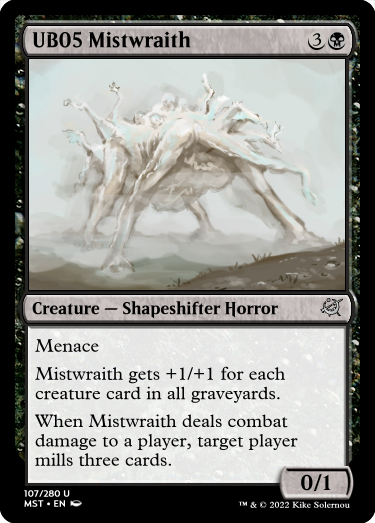 UB05 Mistwraith
3
Creature — Shapeshifter Horror
Menace
Mistwraith gets +1/+1 for each
creature card in all graveyards.
When Mistwraith deals combat
damage to a player, target player
mills three cards.
0/1
107/280 U
MST • EN
™ & © 2022 Kike Solernou